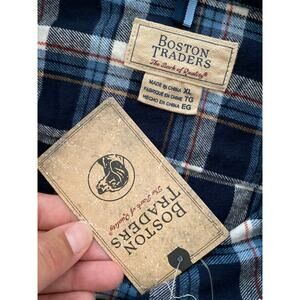 BOSTON
TRADERS
The Mark of Quality®
MADE IN CHINA XL
FABRIQUÉ EN CHINE TG
HECHO EN CHINA EG
BOSTON
TRADERS
The Mark of Quality®